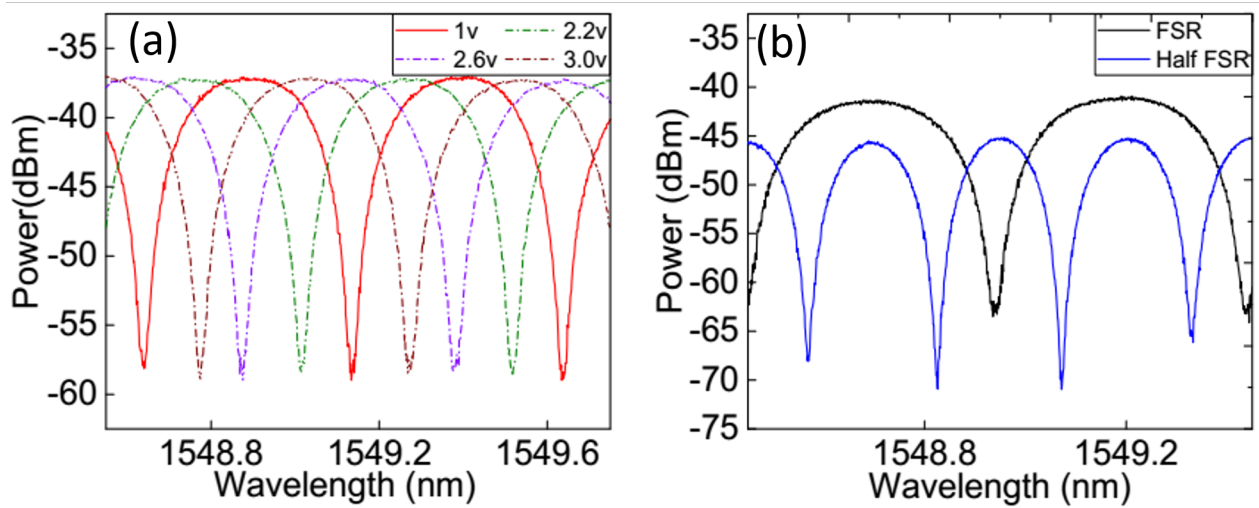 (a)
1v
2.2v
2.6v
3.0v
-35
-40
-45
-50
-55
-60
Power(dBm)
1548.8
1549.2
1549.6
Wavelength (nm)
(b)
FSR
Half FSR
-35
-40
-45
-50
-55
-60
-65
-70
-75
Power (dBm)
1548.8
1549.2
Wavelength (nm)